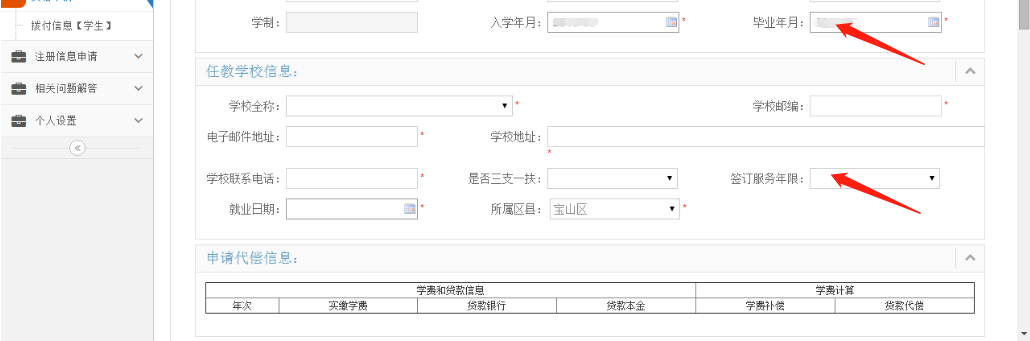 拨付信息【学生】
注册信息申请
相关问题解答
个人设置
学制： 入学年月： * 毕业年月： *
任教学校信息：
学校全称： * 学校邮编： *
电子邮件地址： * 学校地址：
*
学校联系电话： * 是否三支一扶： 签订服务年限：
就业日期： * 所属区县： 宝山区 *
申请代偿信息：
学费和贷款信息 学费计算
年次 实缴学费 贷款银行 贷款本金 学费补偿 贷款代偿